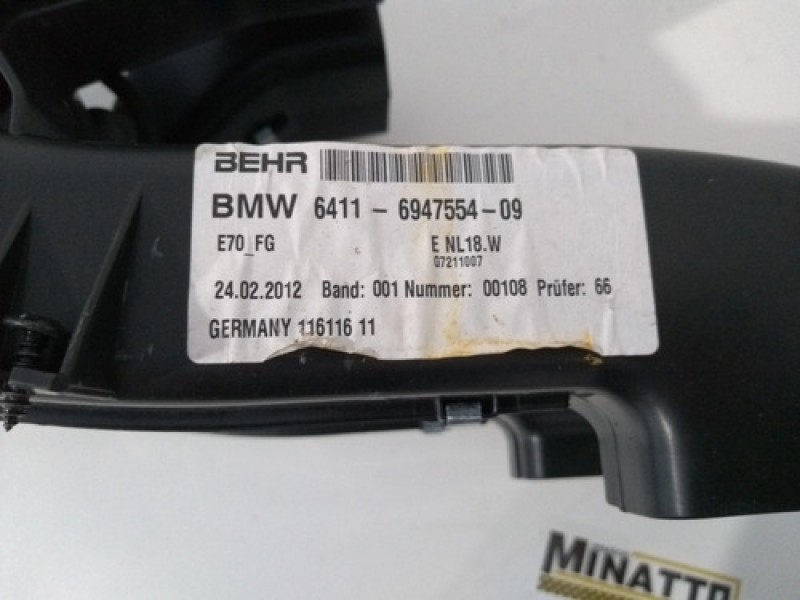 BEHR
BMW 6411 - 6947554 - 09
E70_FG E NL18.W
G7211007
24.02.2012 Band: 001 Nummer: 00108 Prüfer: 66
GERMANY 116116 11
MINATTO